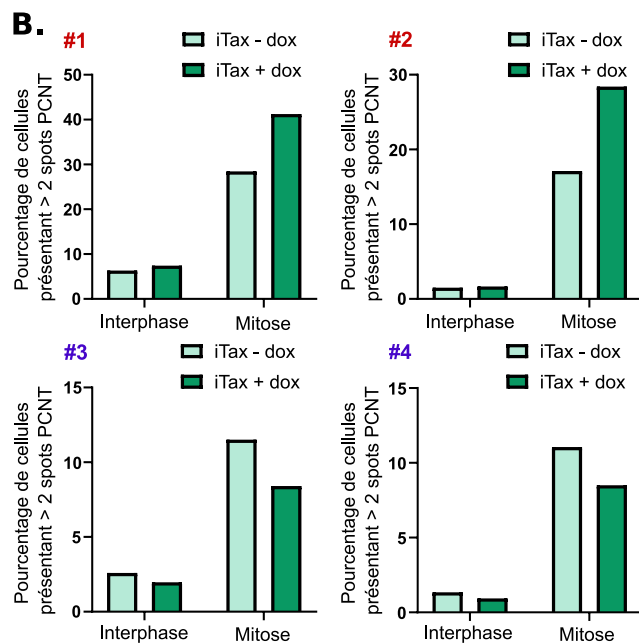 B.
#1
iTax - dox
iTax + dox
Pourcentage de cellules
présentant > 2 spots PCNT
50
40
30
20
10
0
Interphase
Mitose
#2
iTax - dox
iTax + dox
Pourcentage de cellules
présentant > 2 spots PCNT
30
20
10
0
Interphase
Mitose
#3
iTax - dox
iTax + dox
Pourcentage de cellules
présentant > 2 spots PCNT
15
10
5
0
Interphase
Mitose
#4
iTax - dox
iTax + dox
Pourcentage de cellules
présentant > 2 spots PCNT
15
10
5
0
Interphase
Mitose